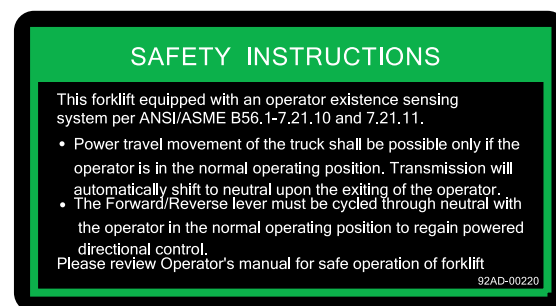 SAFETY INSTRUCTIONS
This forklift equipped with an operator existence sensing
system per ANSI/ASME B56.1-7.21.10 and 7.21.11.
• Power travel movement of the truck shall be possible only if the
operator is in the normal operating position. Transmission will
automatically shift to neutral upon the exiting of the operator.
• The Forward/Reverse lever must be cycled through neutral with
the operator in the normal operating position to regain powered
directional control.
Please review Operator's manual for safe operation of forklift
92AD-00220